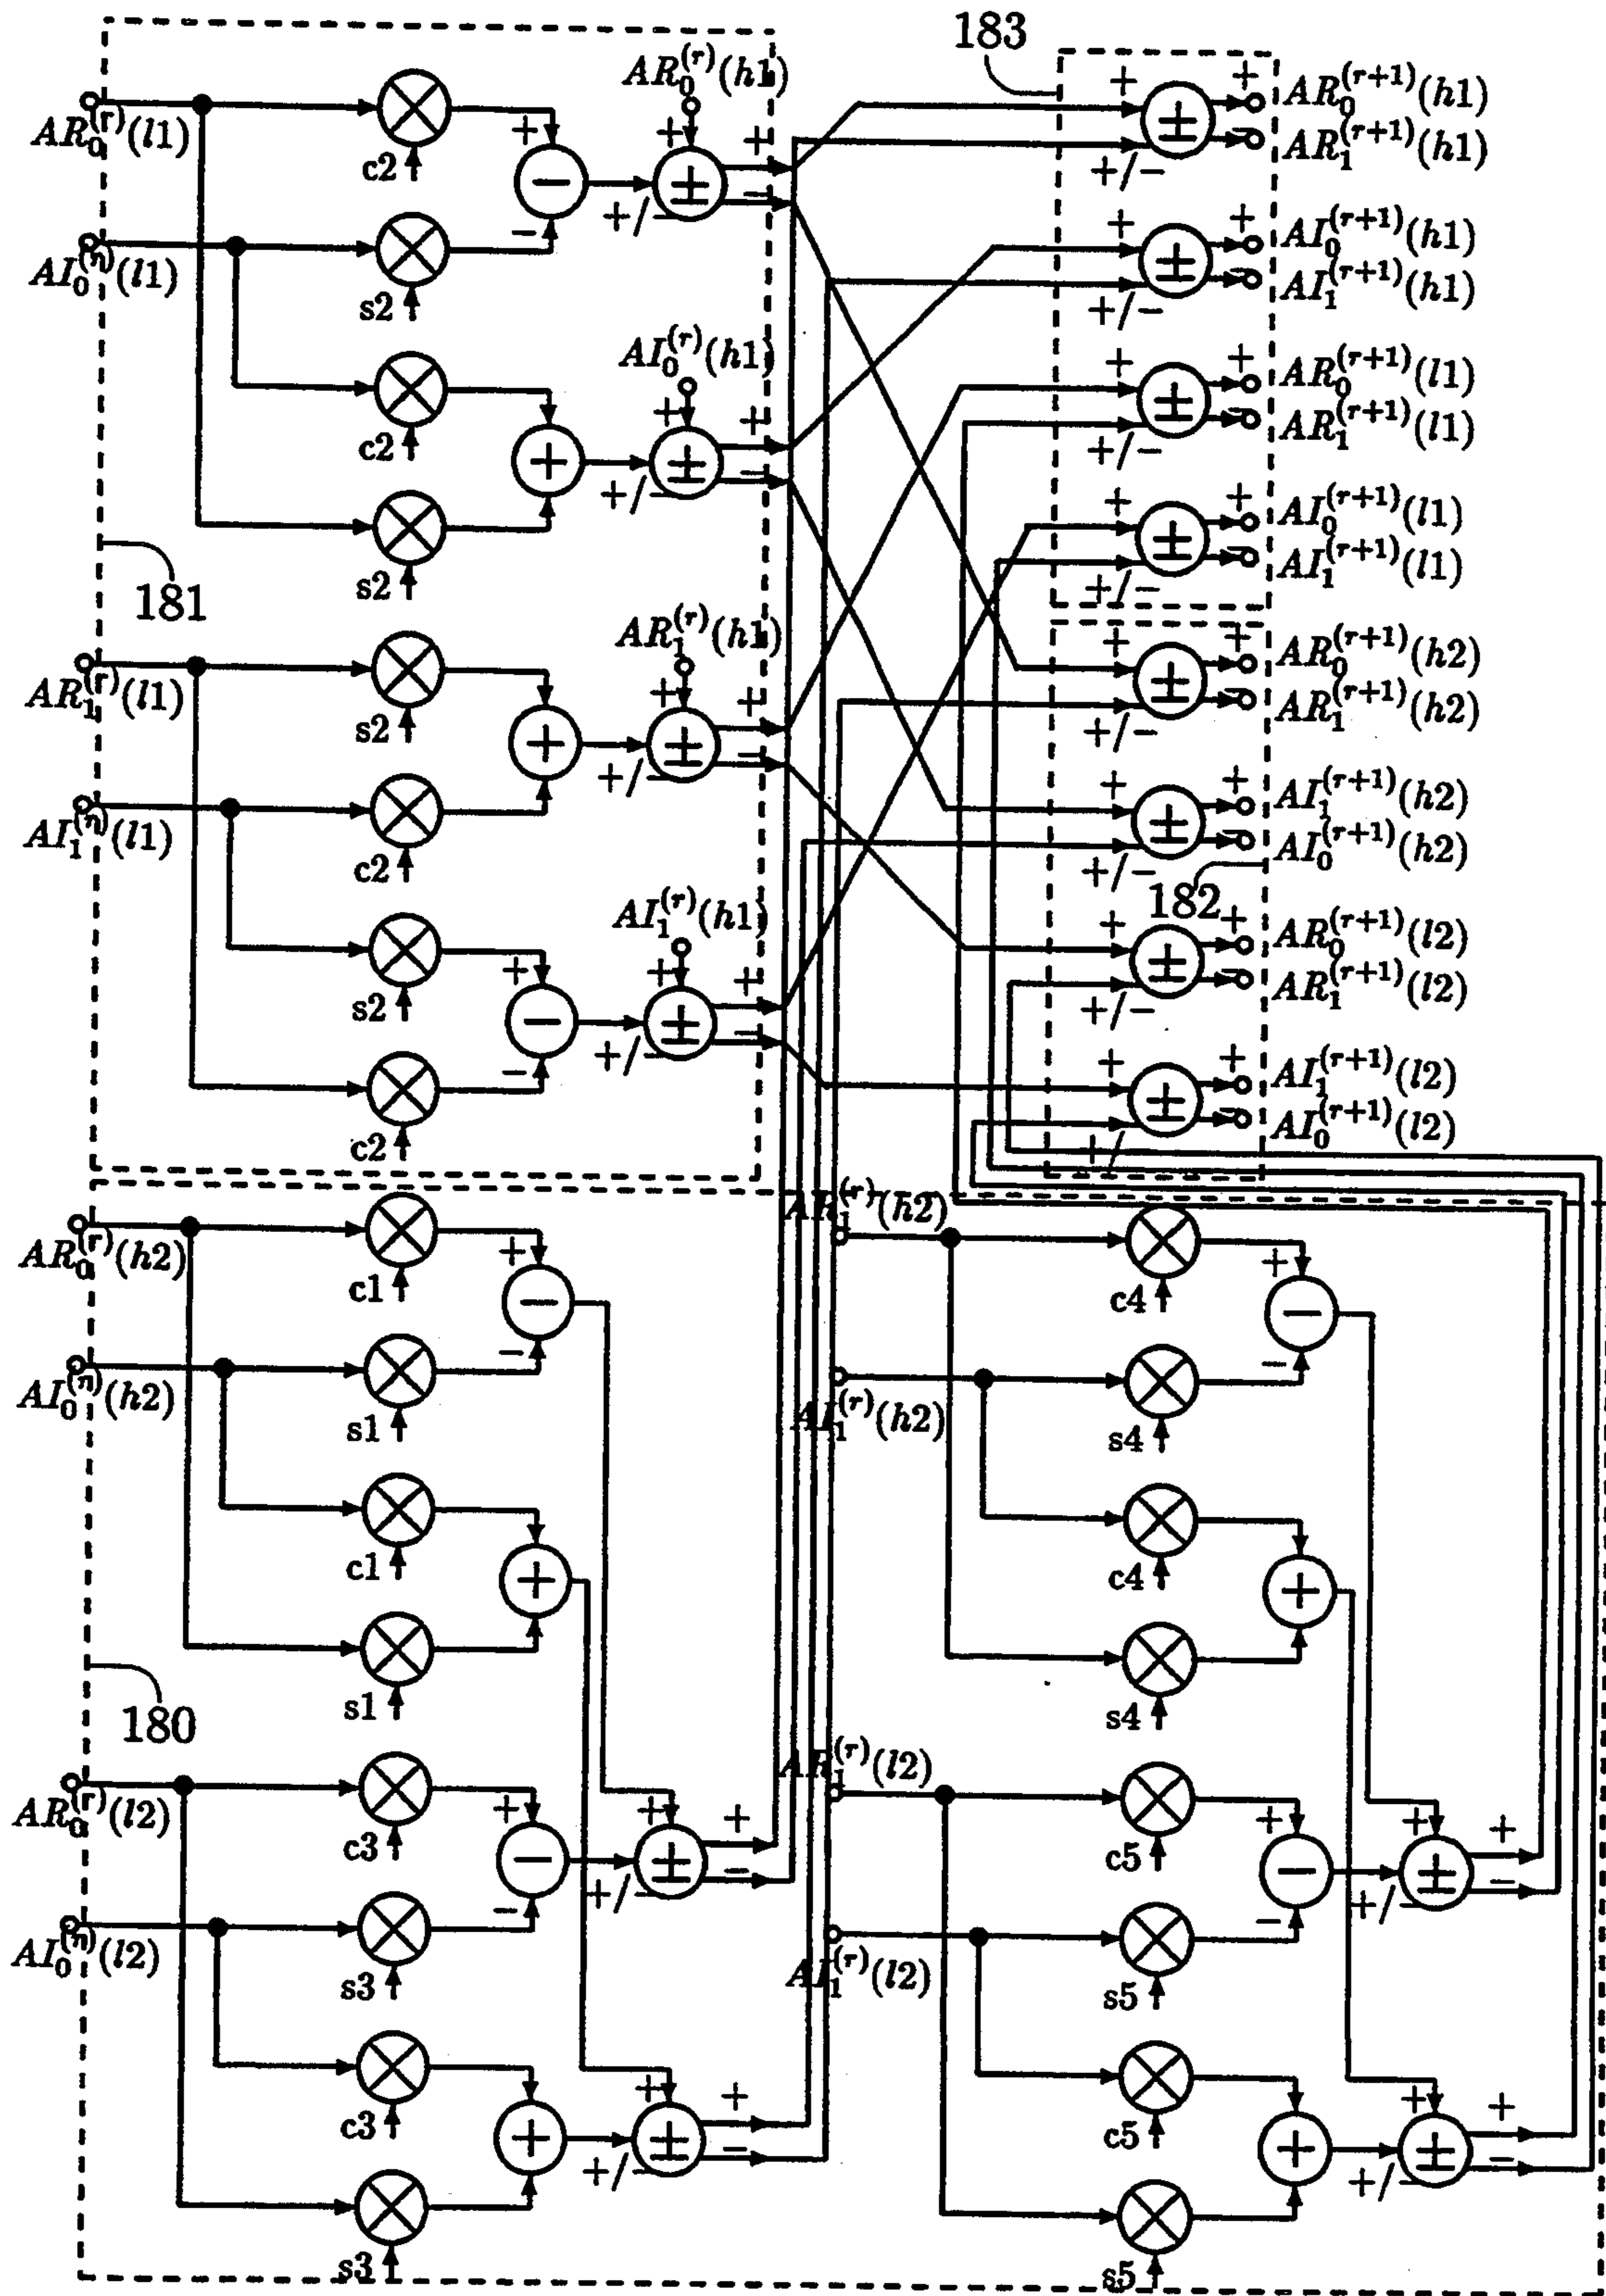 183
AR₀⁽ʳ⁾(h1)
AR₀⁽ʳ⁺¹⁾(h1)
AR₁⁽ʳ⁺¹⁾(h1)
AR₀⁽ʳ⁾(l1)
c2
+ − + + − +/−
+ +/− + −
AI₀⁽ʳ⁾(l1)
s2
AI₀⁽ʳ⁺¹⁾(h1)
AI₁⁽ʳ⁺¹⁾(h1)
+ +/− + −
AI₀⁽ʳ⁾(h1)
c2
+ + − +/−
AR₀⁽ʳ⁺¹⁾(l1)
AR₁⁽ʳ⁺¹⁾(l1)
+ +/− + −
s2
181
AI₀⁽ʳ⁺¹⁾(l1)
AI₁⁽ʳ⁺¹⁾(l1)
+ +/− + −
AR₁⁽ʳ⁾(h1)
AR₁⁽ʳ⁾(l1)
s2
+ + − +/−
AR₀⁽ʳ⁺¹⁾(h2)
AR₁⁽ʳ⁺¹⁾(h2)
+ +/− + −
AI₁⁽ʳ⁾(l1)
c2
AI₁⁽ʳ⁺¹⁾(h2)
AI₀⁽ʳ⁺¹⁾(h2)
+ +/− + −
182
AI₁⁽ʳ⁾(h1)
s2
+ − + + − +/−
AR₀⁽ʳ⁺¹⁾(l2)
AR₁⁽ʳ⁺¹⁾(l2)
+ +/− + −
c2
AI₁⁽ʳ⁺¹⁾(l2)
AI₀⁽ʳ⁺¹⁾(l2)
+ +/ + −
AR₀⁽ʳ⁾(h2)
c1
+ −
AI₀⁽ʳ⁾(h2)
s1
c1
s1
180
AR₀⁽ʳ⁾(l2)
c3
+ − + +/− + −
AI₀⁽ʳ⁾(l2)
s3
c3
+ +/− + −
s3
AR₁⁽ʳ⁾(h2)
c4
+ −
AI₁⁽ʳ⁾(h2)
s4
c4
s4
AR₁⁽ʳ⁾(l2)
c5
+ − + +/− + −
AI₁⁽ʳ⁾(l2)
s5
c5
+ +/− + −
s5